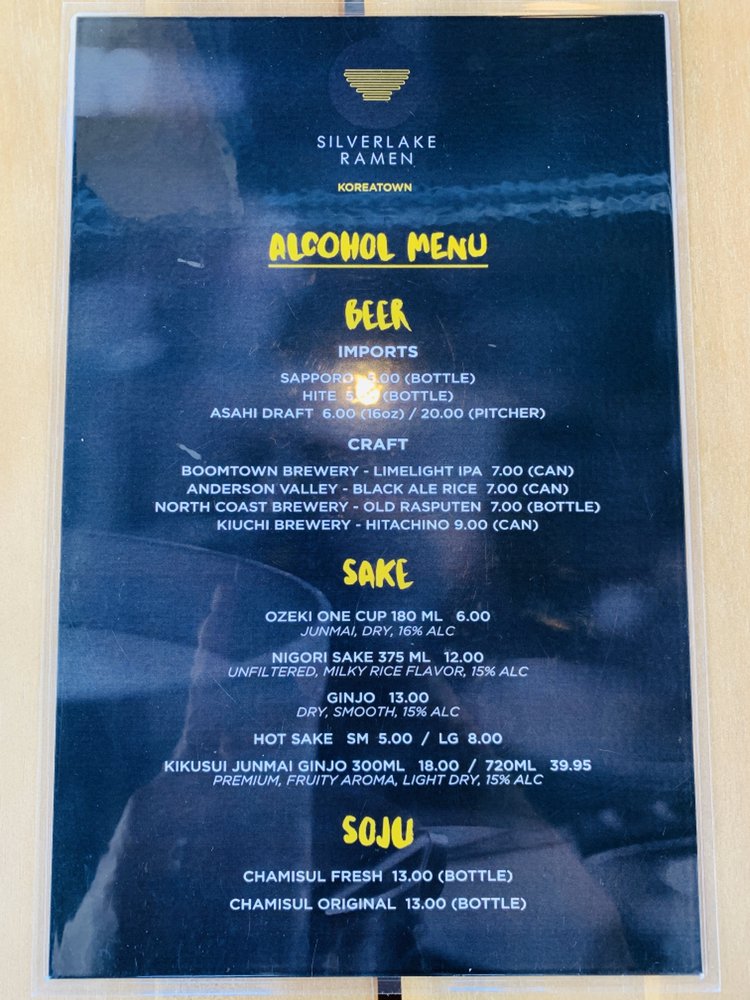 SILVERLAKE
RAMEN
KOREATOWN
ALCOHOL MENU
BEER
IMPORTS
SAPPORO (BOTTLE)
HITE (BOTTLE)
ASAHI DRAFT 6.00 (16oz) / 20.00 (PITCHER)
CRAFT
BOOMTOWN BREWERY - LIMELIGHT IPA 7.00 (CAN)
ANDERSON VALLEY - BLACK ALE RICE 7.00 (CAN)
NORTH COAST BREWERY - OLD RASPUTEN 7.00 (BOTTLE)
KIUCHI BREWERY - HITACHINO 9.00 (CAN)
SAKE
OZEKI ONE CUP 180 ML 6.00
JUNMAI, DRY, 16% ALC
NIGORI SAKE 375 ML 12.00
UNFILTERED, MILKY RICE FLAVOR, 15% ALC
GINJO 13.00
DRY, SMOOTH, 15% ALC
HOT SAKE SM 5.00 / LG 8.00
KIKUSUI JUNMAI GINJO 300ML 18.00 / 720ML 39.95
PREMIUM, FRUITY AROMA, LIGHT DRY, 15% ALC
SOJU
CHAMISUL FRESH 13.00 (BOTTLE)
CHAMISUL ORIGINAL 13.00 (BOTTLE)